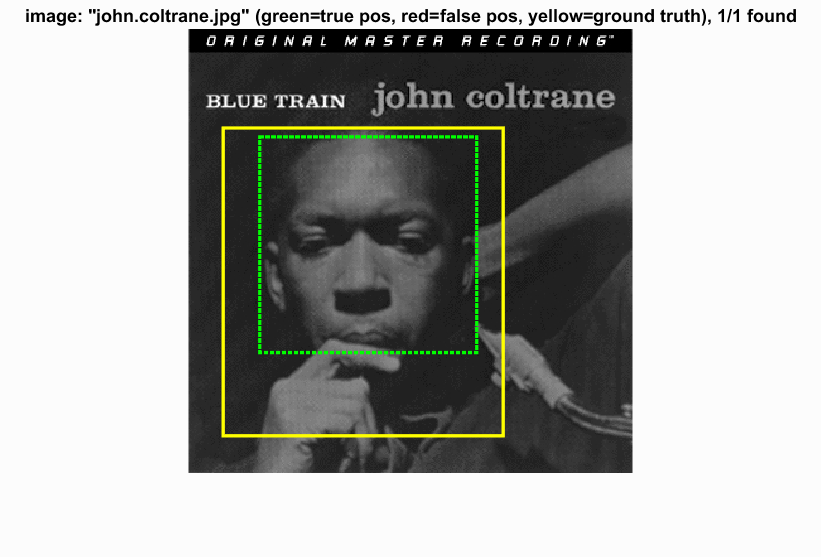 image: "john.coltrane.jpg" (green=true pos, red=false pos, yellow=ground truth), 1/1 found
ORIGINAL MASTER RECORDING™
BLUE TRAIN john coltrane